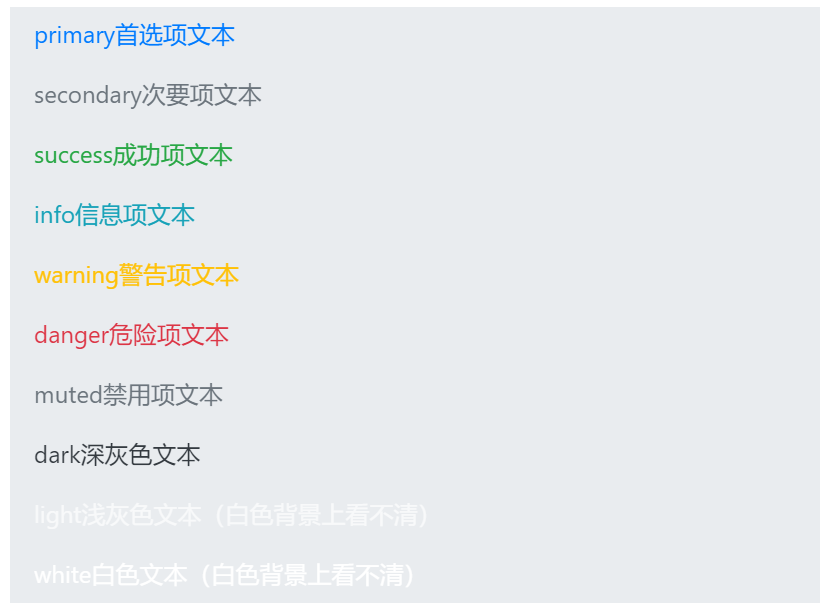 primary首选项文本
secondary次要项文本
success成功项文本
info信息项文本
warning警告项文本
danger危险项文本
muted禁用项文本
dark深灰色文本
light浅灰色文本（白色背景上看不清）
white白色文本（白色背景上看不清）